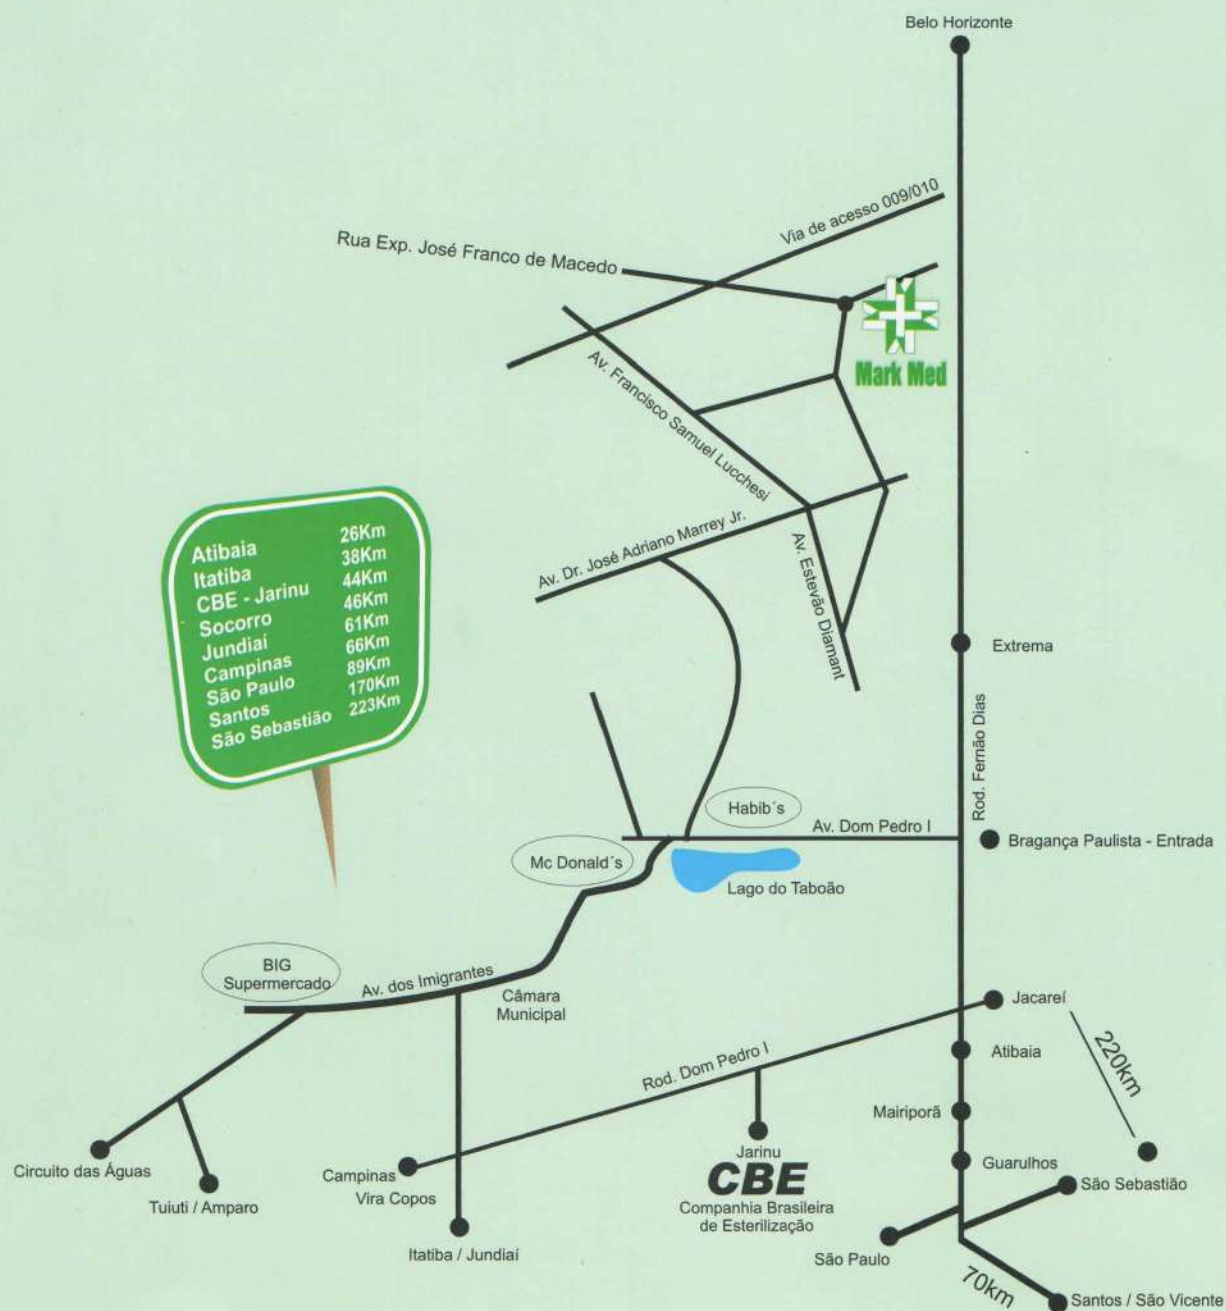 Belo Horizonte
Via de acesso 009/010
Rua Exp. José Franco de Macedo
Mark Med
Av. Francisco Samuel Lucchesi
Av. Dr. José Adriano Marrey Jr.
Av. Estevão Diamant
Atibaia 26Km
Itatiba 38Km
CBE - Jarinu 44Km
Socorro 46Km
Jundiaí 61Km
Campinas 66Km
São Paulo 89Km
Santos 170Km
São Sebastião 223Km
Extrema
Rod. Fernão Dias
Habib´s
Av. Dom Pedro I
Bragança Paulista - Entrada
Mc Donald´s
Lago do Taboão
BIG
Supermercado
Av. dos Imigrantes
Câmara
Municipal
Jacareí
220km
Atibaia
Rod. Dom Pedro I
Mairiporã
Jarinu
CBE
Companhia Brasileira
de Esterilização
Guarulhos
São Sebastião
Circuito das Águas
Tuiuti / Amparo
Campinas
Vira Copos
Itatiba / Jundiaí
São Paulo
70km
Santos / São Vicente